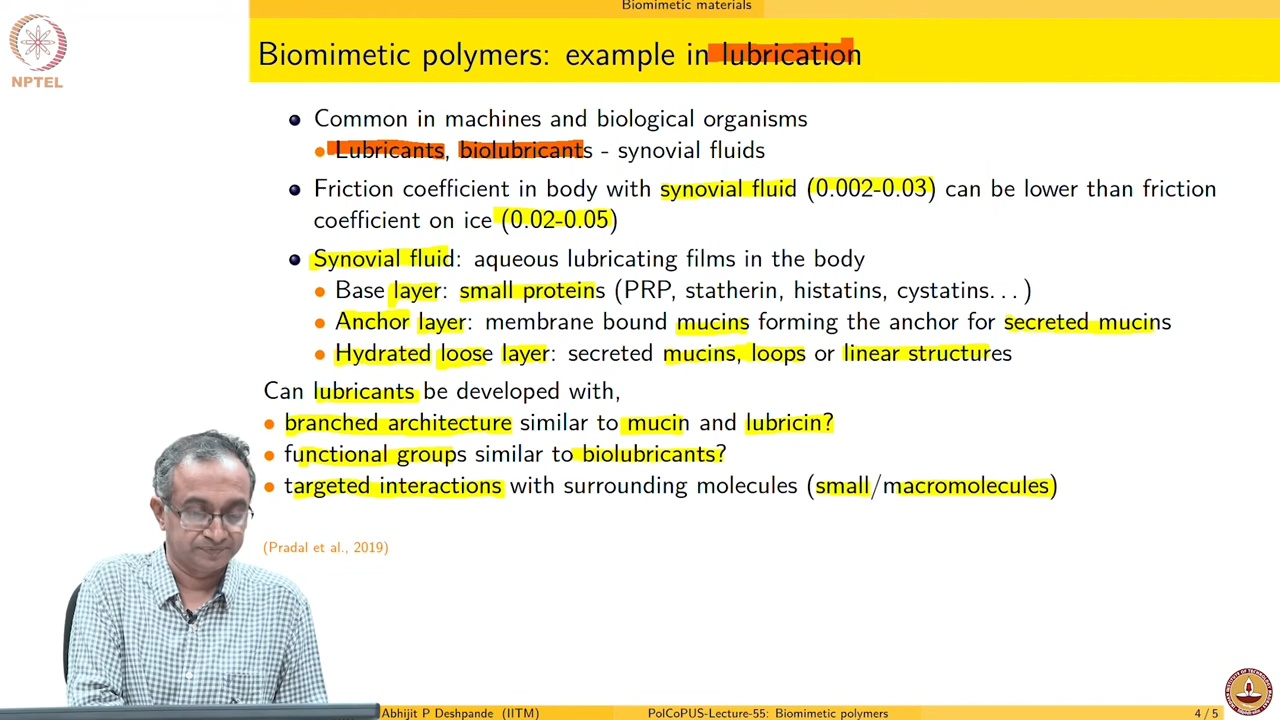 Biomimetic materials
NPTEL
Biomimetic polymers: example in lubrication
Common in machines and biological organisms
Lubricants, biolubricants - synovial fluids
Friction coefficient in body with synovial fluid (0.002-0.03) can be lower than friction
coefficient on ice (0.02-0.05)
Synovial fluid: aqueous lubricating films in the body
Base layer: small proteins (PRP, statherin, histatins, cystatins...)
Anchor layer: membrane bound mucins forming the anchor for secreted mucins
Hydrated loose layer: secreted mucins, loops or linear structures
Can lubricants be developed with,
branched architecture similar to mucin and lubricin?
functional groups similar to biolubricants?
targeted interactions with surrounding molecules (small/macromolecules)
(Pradal et al., 2019)
Abhijit P Deshpande (IITM) PolCoPUS-Lecture-55: Biomimetic polymers 4 / 5